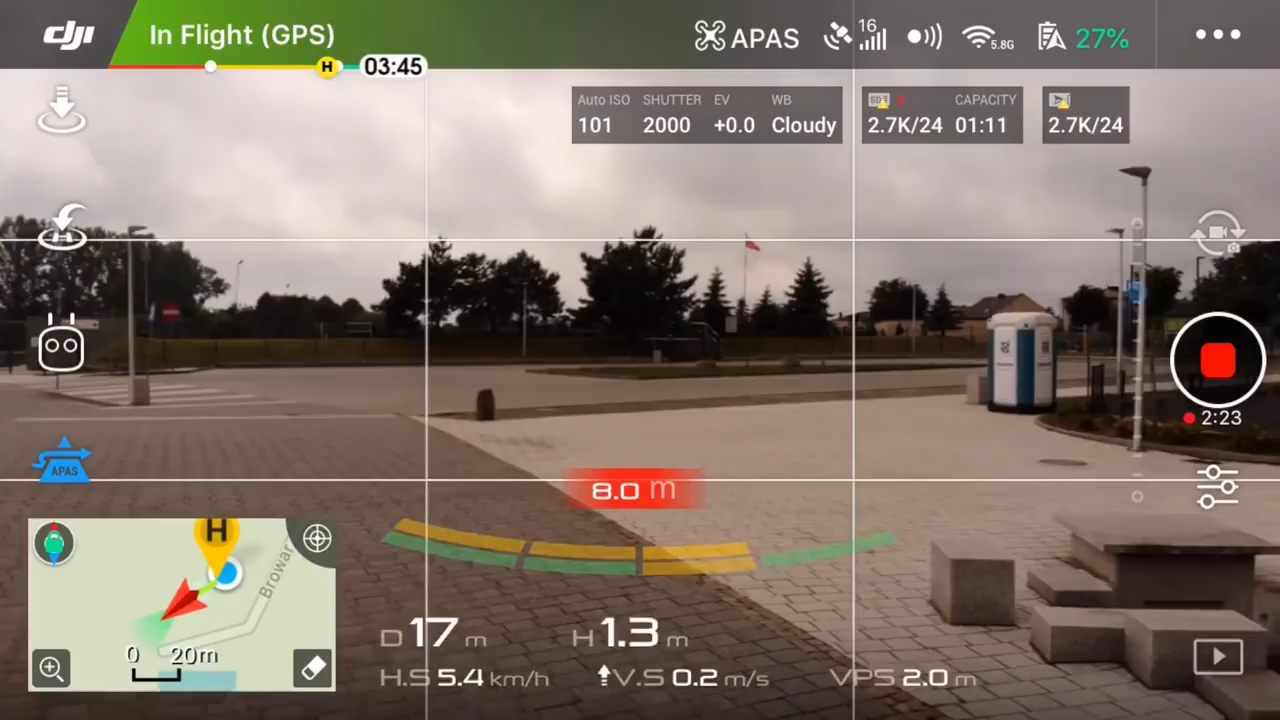 dji In Flight (GPS) APAS 16 5.8G 27%
H 03:45
Auto ISO SHUTTER EV WB CAPACITY
101 2000 +0.0 Cloudy 2.7K/24 01:11 2.7K/24
2:23
APAS
8.0 m
H
Browar
0 20m
D 17 m H 1.3 m
H.S 5.4 km/h V.S 0.2 m/s VPS 2.0 m